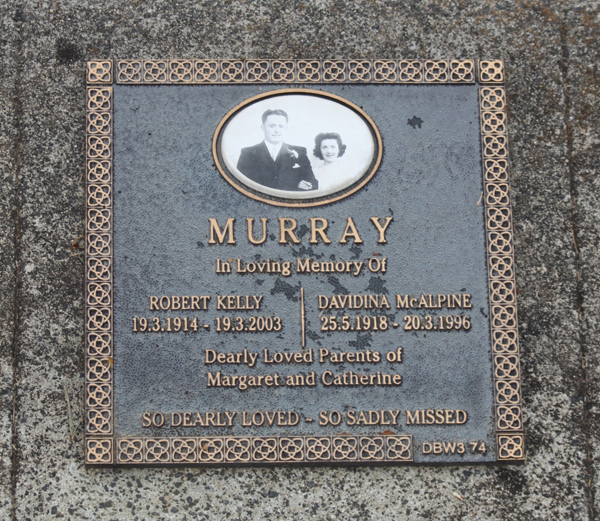 MURRAY
In Loving Memory Of
ROBERT KELLY
19.3.1914 - 19.3.2003
DAVIDINA McALPINE
25.5.1918 - 20.3.1996
Dearly Loved Parents of
Margaret and Catherine
SO DEARLY LOVED - SO SADLY MISSED
DBW3 74